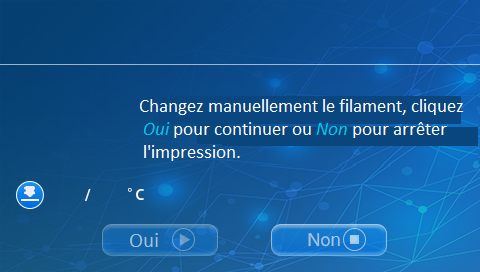 Changez manuellement le filament, cliquez
Oui pour continuer ou Non pour arrêter
l'impression.
/ °C
Oui Non